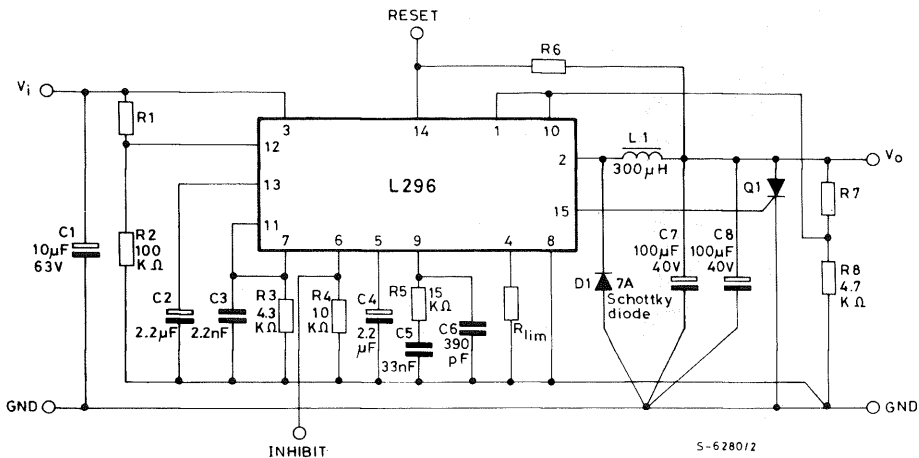 RESET
R6
Vi
R1
3
14
1
10
12
13
11
L296
2
15
L1
300μH
Vo
Q1
R7
C1
10μF
63V
R2
100
KΩ
7
6
5
9
4
8
C2
2.2μF
C3
2.2nF
R3
4.3
KΩ
R4
10
KΩ
C4
2.2
μF
R5
15
KΩ
C5
33nF
C6
390
pF
Rlim
D1
7A
Schottky
diode
C7
100μF
40V
C8
100μF
40V
R8
4.7
KΩ
GND
GND
INHIBIT
S-6280/2